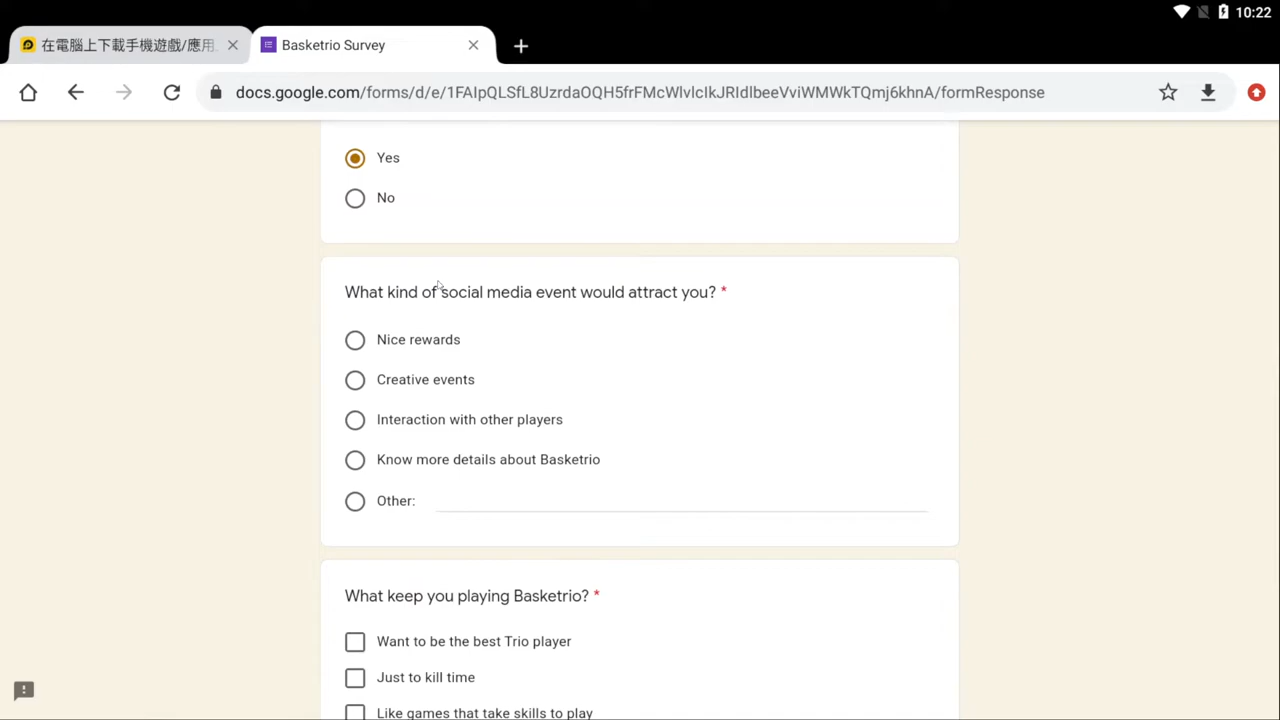 10:22
在電腦上下載手機遊戲/應用
Basketrio Survey
docs.google.com/forms/d/e/1FAIpQLSfL8UzrdaOQH5frFMcWlvlcIkJRIdlbeeVviWMWkTQmj6khnA/formResponse
Yes
No
What kind of social media event would attract you? *
Nice rewards
Creative events
Interaction with other players
Know more details about Basketrio
Other:
What keep you playing Basketrio? *
Want to be the best Trio player
Just to kill time
Like games that take skills to play